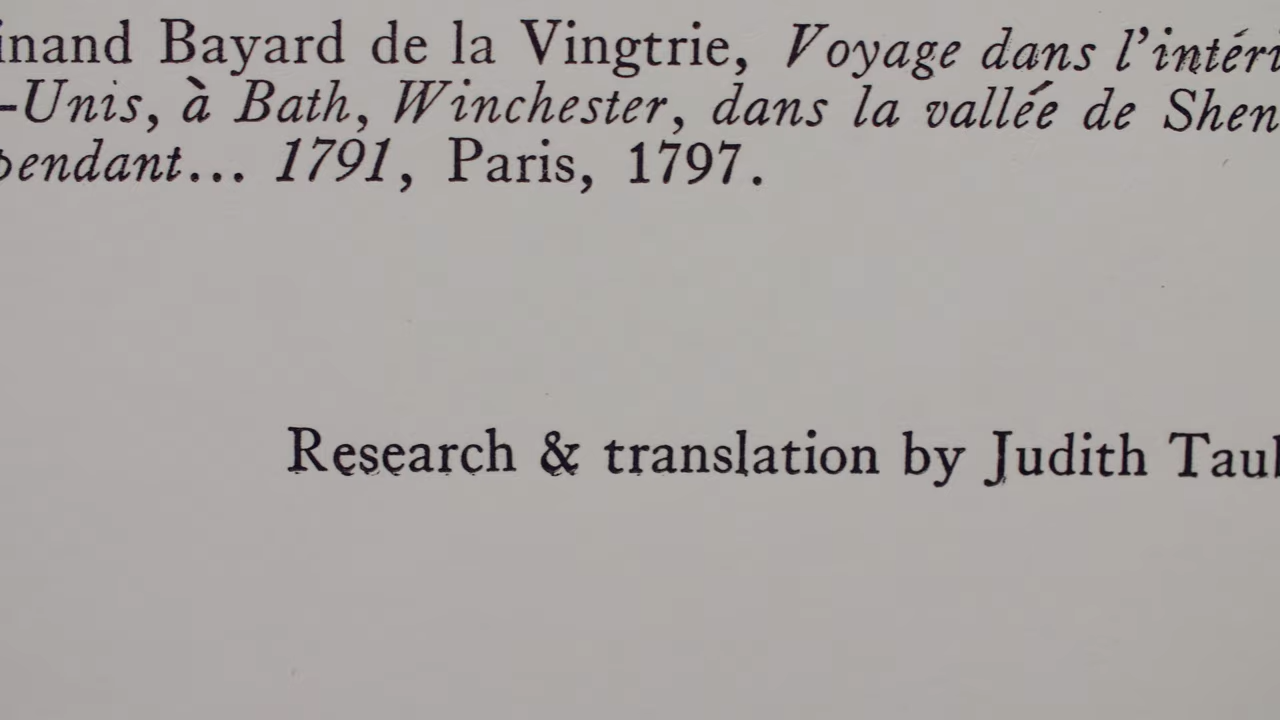 inand Bayard de la Vingtrie, Voyage dans l'intéri
-Unis, à Bath, Winchester, dans la vallée de Shen
pendant... 1791, Paris, 1797.
Research & translation by Judith Taub